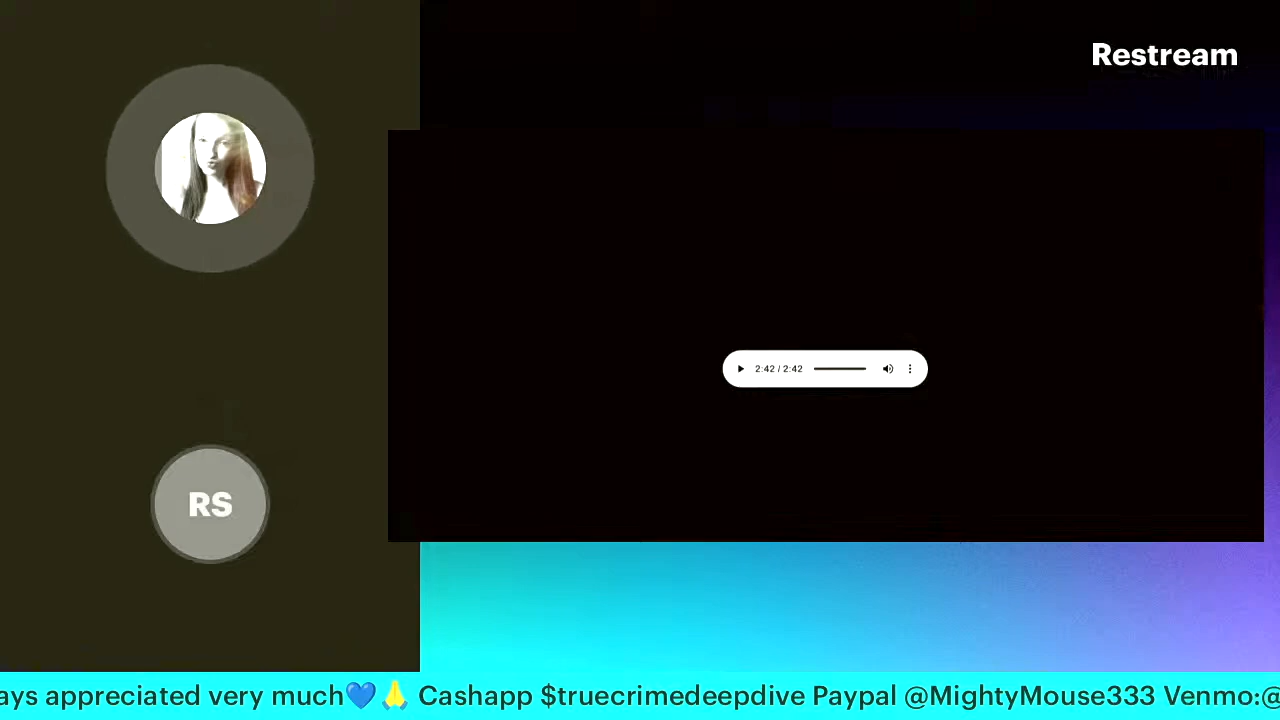 Restream
2:42 / 2:42
RS
ays appreciated very much💙🙏 Cashapp $truecrimedeepdive Paypal @MightyMouse333 Venmo:@